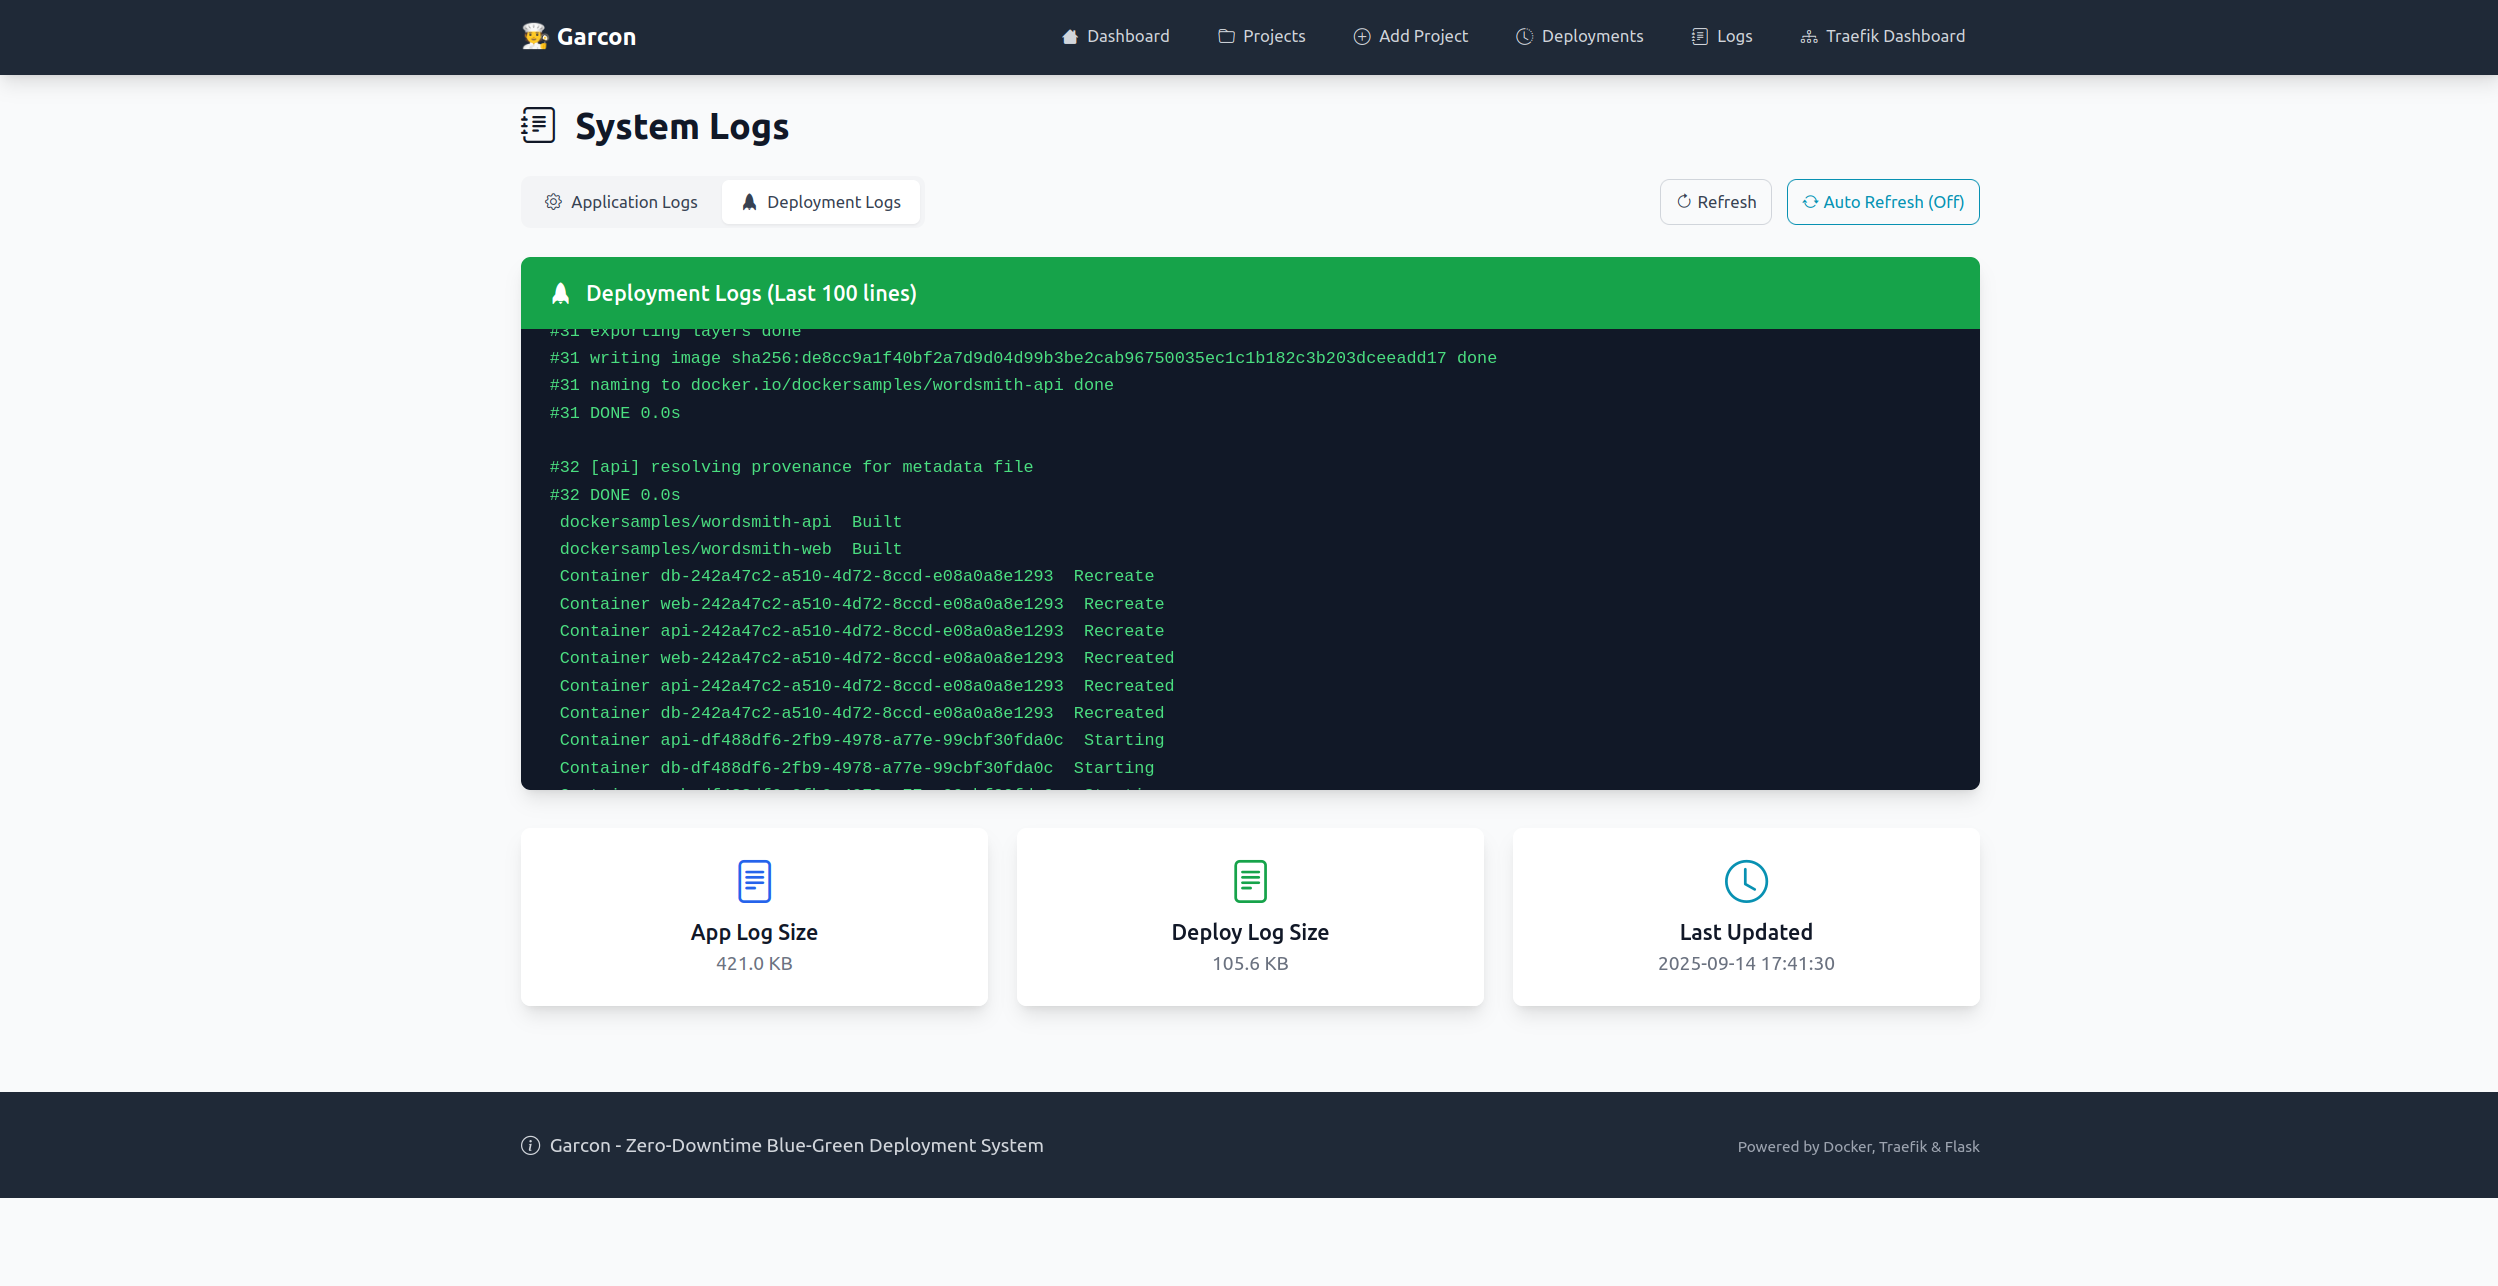 Garcon
Dashboard
Projects
Add Project
Deployments
Logs
Traefik Dashboard
System Logs
Application Logs
Deployment Logs
Refresh
Auto Refresh (Off)
Deployment Logs (Last 100 lines)
#31 exporting layers done
#31 writing image sha256:de8cc9a1f40bf2a7d9d04d99b3be2cab96750035ec1c1b182c3b203dceeadd17 done
#31 naming to docker.io/dockersamples/wordsmith-api done
#31 DONE 0.0s
#32 [api] resolving provenance for metadata file
#32 DONE 0.0s
dockersamples/wordsmith-api  Built
dockersamples/wordsmith-web  Built
Container db-242a47c2-a510-4d72-8ccd-e08a0a8e1293  Recreate
Container web-242a47c2-a510-4d72-8ccd-e08a0a8e1293  Recreate
Container api-242a47c2-a510-4d72-8ccd-e08a0a8e1293  Recreate
Container web-242a47c2-a510-4d72-8ccd-e08a0a8e1293  Recreated
Container api-242a47c2-a510-4d72-8ccd-e08a0a8e1293  Recreated
Container db-242a47c2-a510-4d72-8ccd-e08a0a8e1293  Recreated
Container api-df488df6-2fb9-4978-a77e-99cbf30fda0c  Starting
Container db-df488df6-2fb9-4978-a77e-99cbf30fda0c  Starting
App Log Size
421.0 KB
Deploy Log Size
105.6 KB
Last Updated
2025-09-14 17:41:30
Garcon - Zero-Downtime Blue-Green Deployment System
Powered by Docker, Traefik & Flask